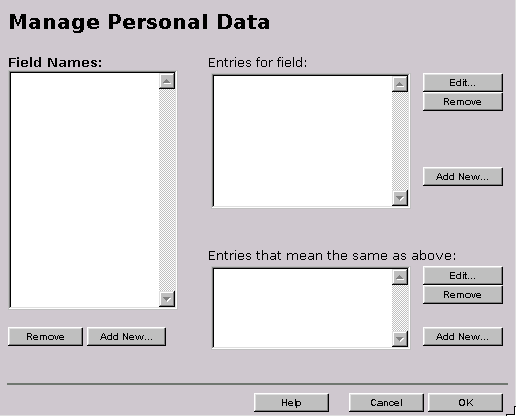 Manage Personal Data
Field Names:
Entries for field:
Edit...
Remove
Add New...
Entries that mean the same as above:
Edit...
Remove
Add New...
Remove Add New...
Help Cancel OK